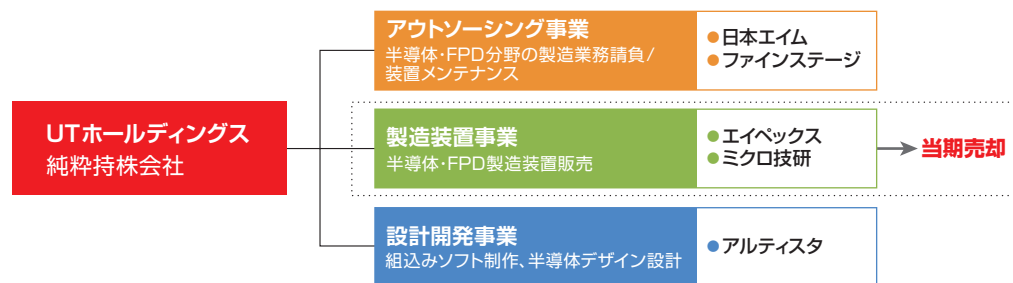 UTホールディングス
純粋持株会社
アウトソーシング事業
半導体・FPD分野の製造業務請負/
装置メンテナンス
●日本エイム
●ファインステージ
製造装置事業
半導体・FPD製造装置販売
●エイペックス
●ミクロ技研
当期売却
設計開発事業
組込みソフト制作、半導体デザイン設計
●アルティスタ